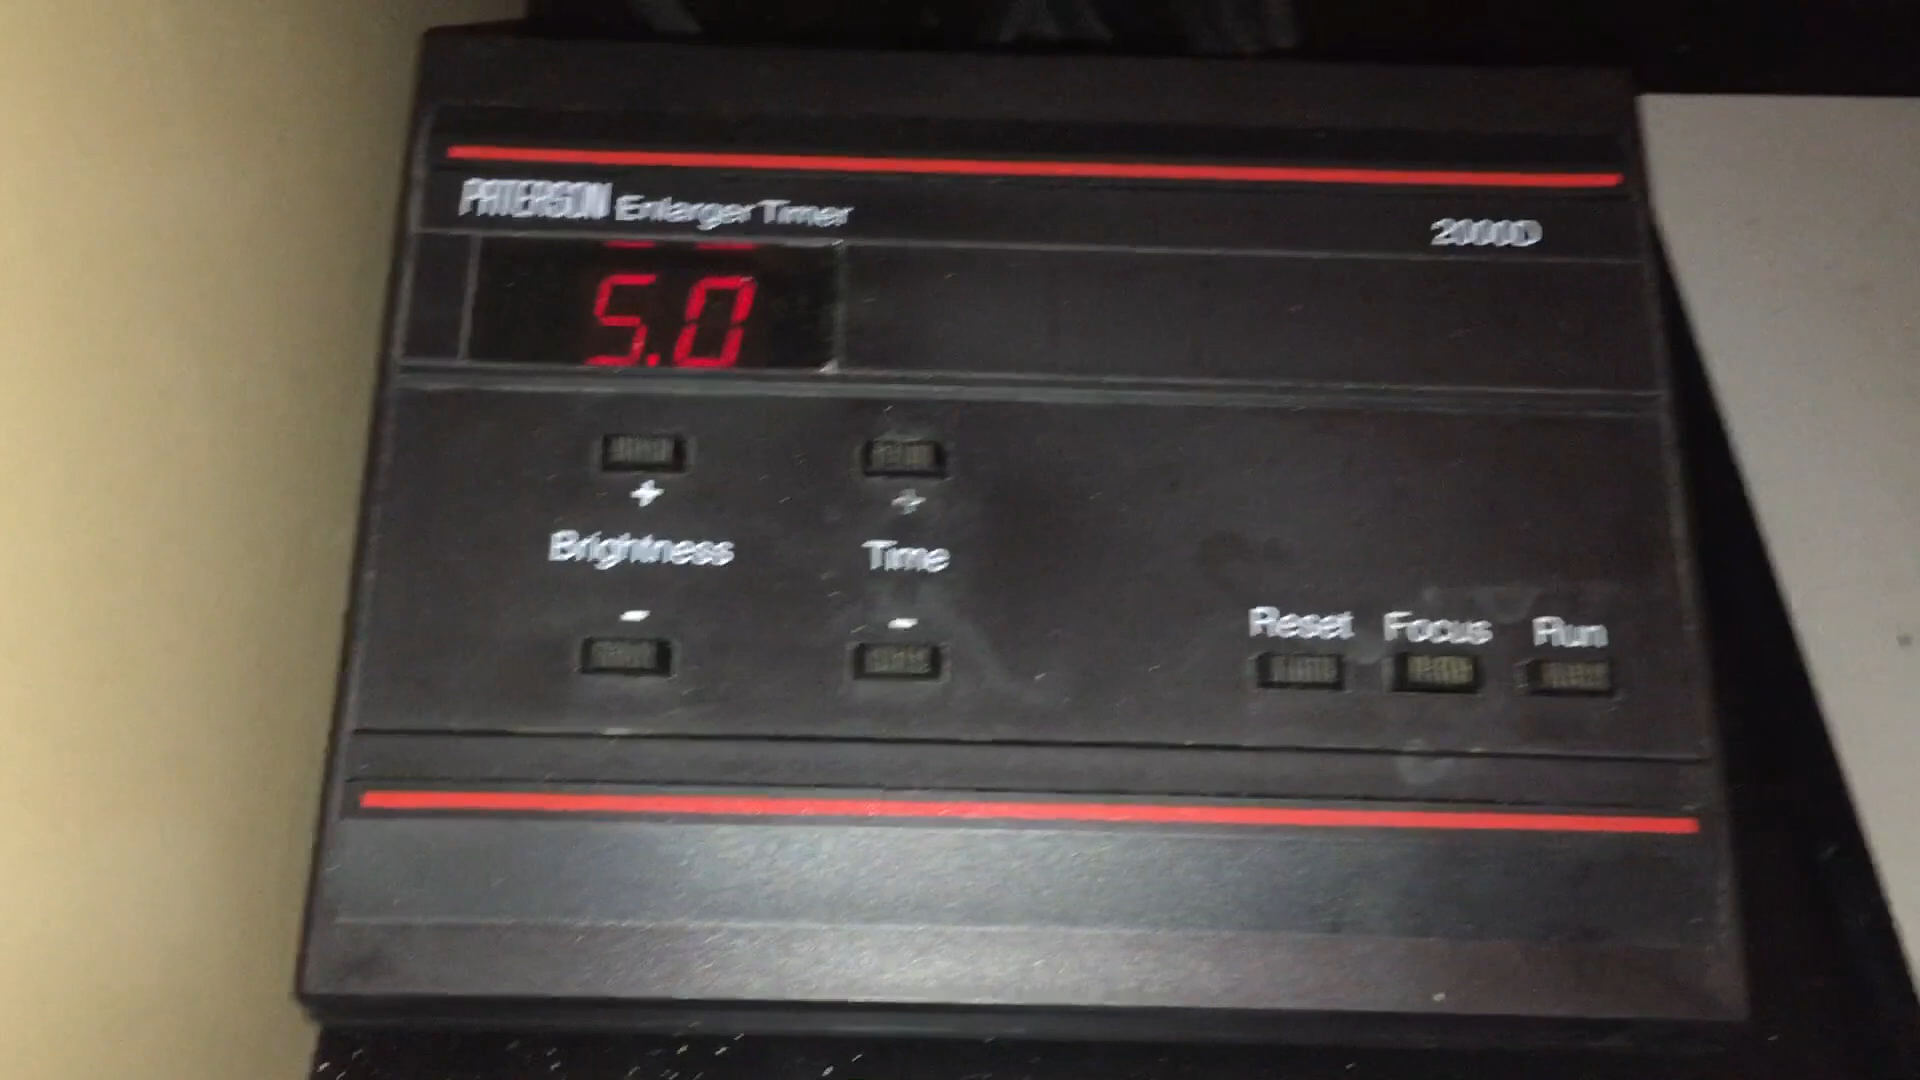 PATERSON Enlarger Timer
2000D
5.0
+
+
Brightness
Time
-
-
Reset Focus Run